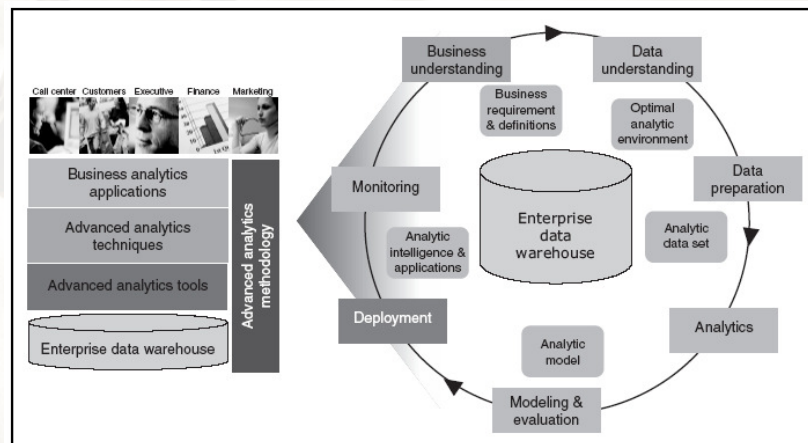 Call center Customers Executive Finance Marketing
Business analytics
applications
Advanced analytics
techniques
Advanced analytics tools
Enterprise data warehouse
Advanced analytics
methodology
Business
understanding
Data
understanding
Business
requirement
& definitions
Optimal
analytic
environment
Monitoring
Data
preparation
Enterprise
data
warehouse
Analytic
intelligence &
applications
Analytic
data set
Deployment
Analytics
Analytic
model
Modeling &
evaluation